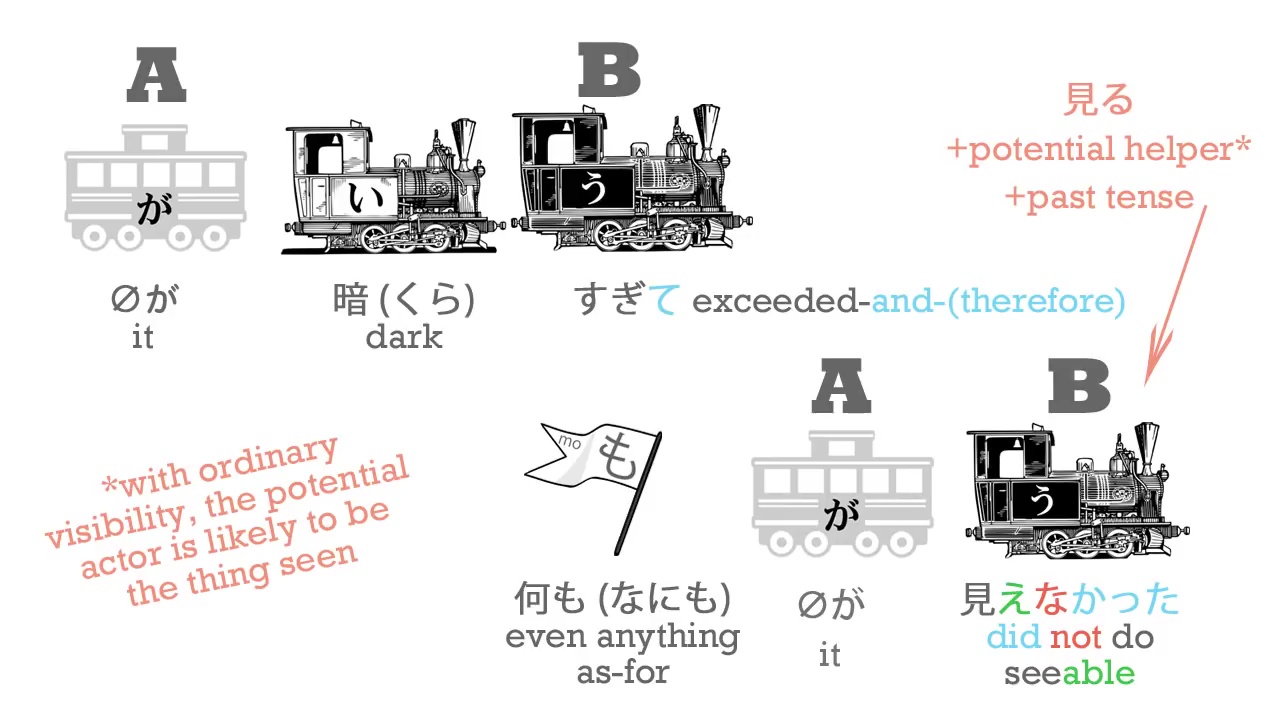 A
B
が
い
う
見る
+potential helper*
+past tense
∅が
it
暗 (くら)
dark
すぎて exceeded-and-(therefore)
A
B
mo も
が
う
*with ordinary
visibility, the potential
actor is likely to be
the thing seen
何も (なにも)
even anything
as-for
∅が
it
見えなかった
did not do
seeable